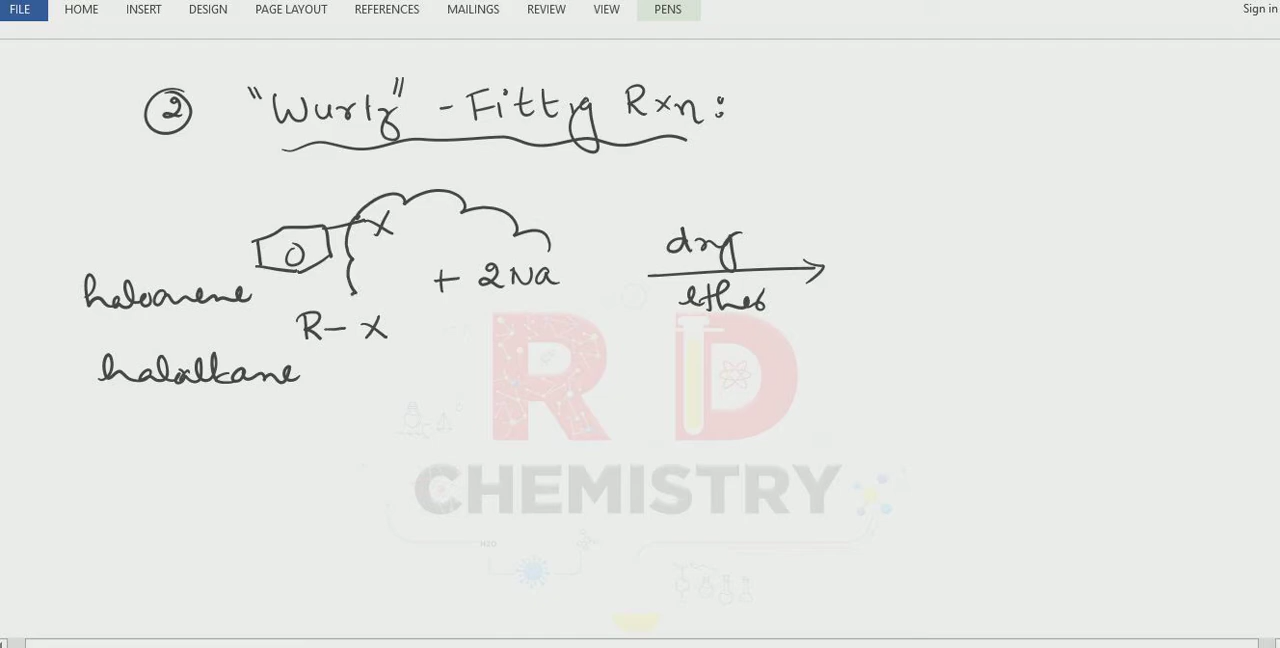 FILE HOME INSERT DESIGN PAGE LAYOUT REFERENCES MAILINGS REVIEW VIEW PENS Sign in
② "Wurtz" - Fittig Rxn:
X
dry
+ 2Na
haloarene
ether
R - X
haloalkane
R D
CHEMISTRY
H2O